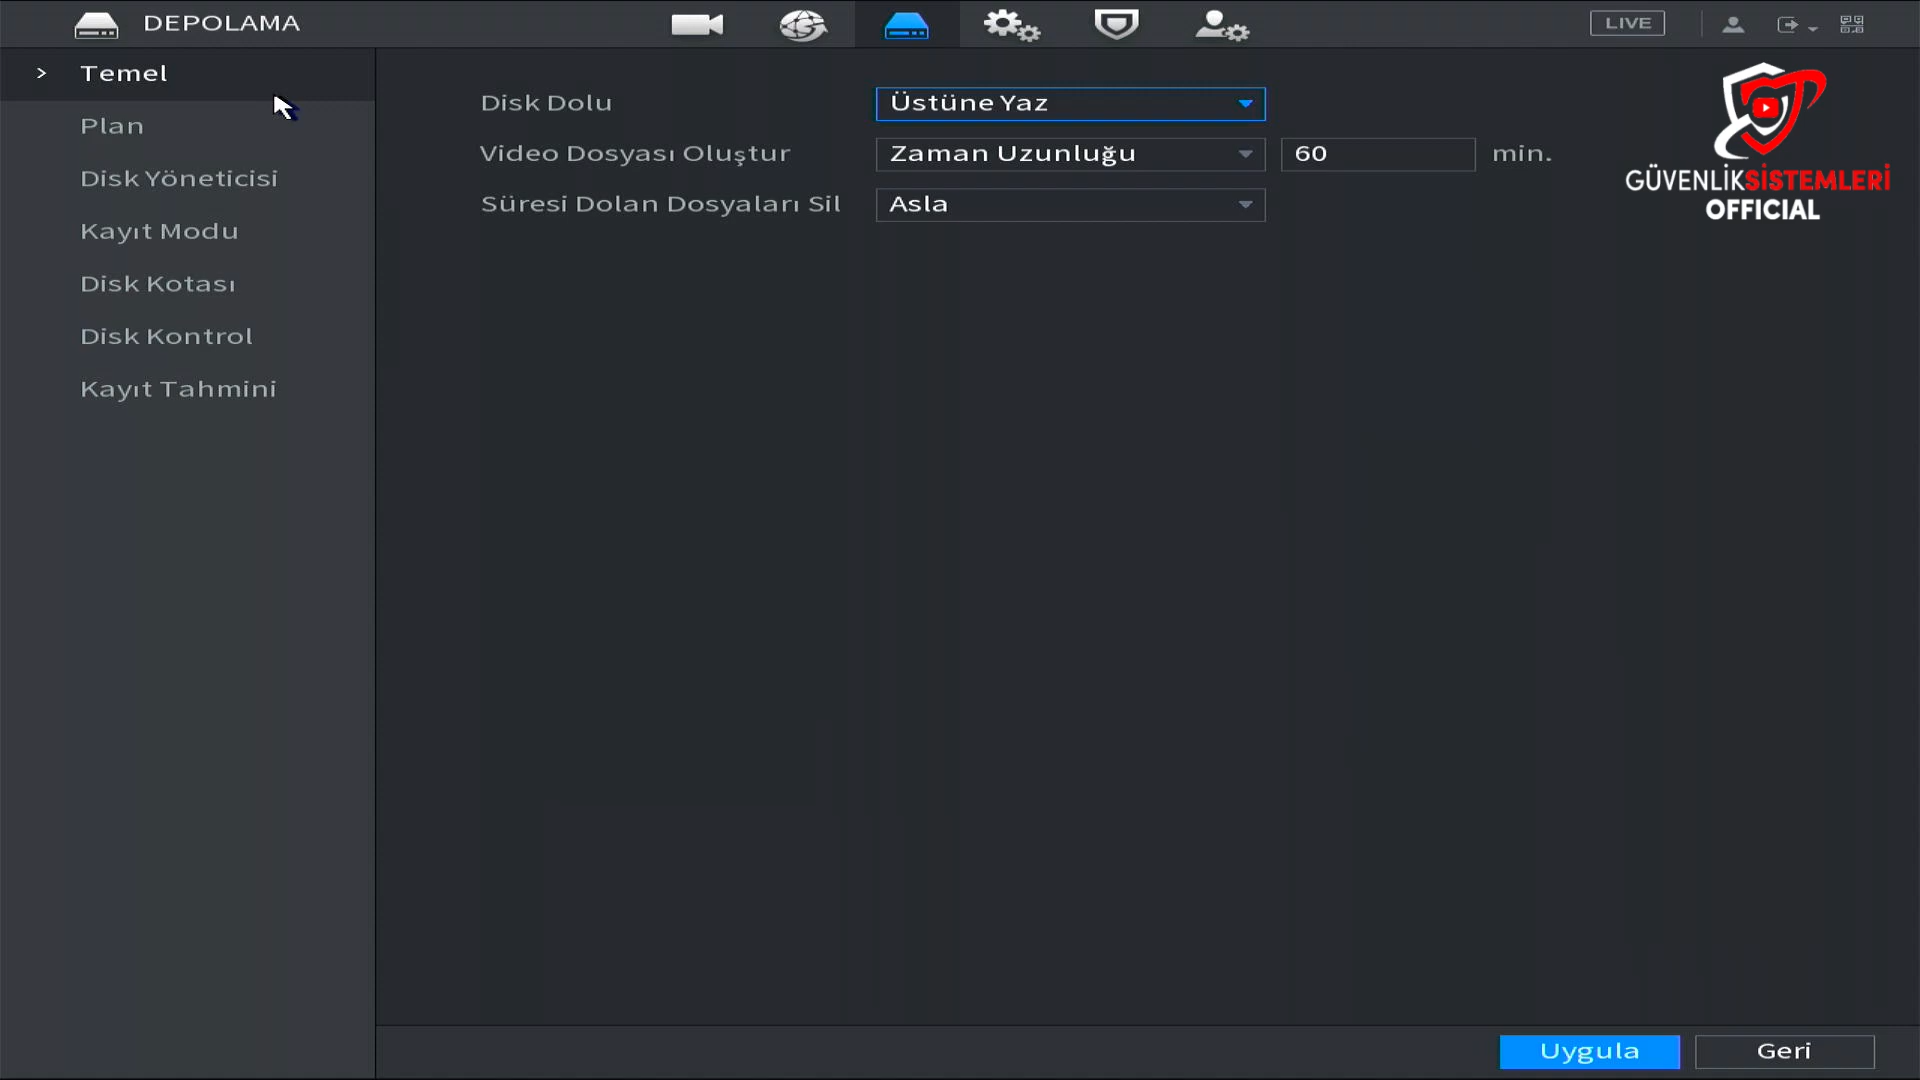 DEPOLAMA
LIVE
> Temel
Plan
Disk Yöneticisi
Kayıt Modu
Disk Kotası
Disk Kontrol
Kayıt Tahmini
Disk Dolu Üstüne Yaz
Video Dosyası Oluştur Zaman Uzunluğu 60 min.
Süresi Dolan Dosyaları Sil Asla
GÜVENLİKSİSTEMLERİ
OFFICIAL
Uygula Geri